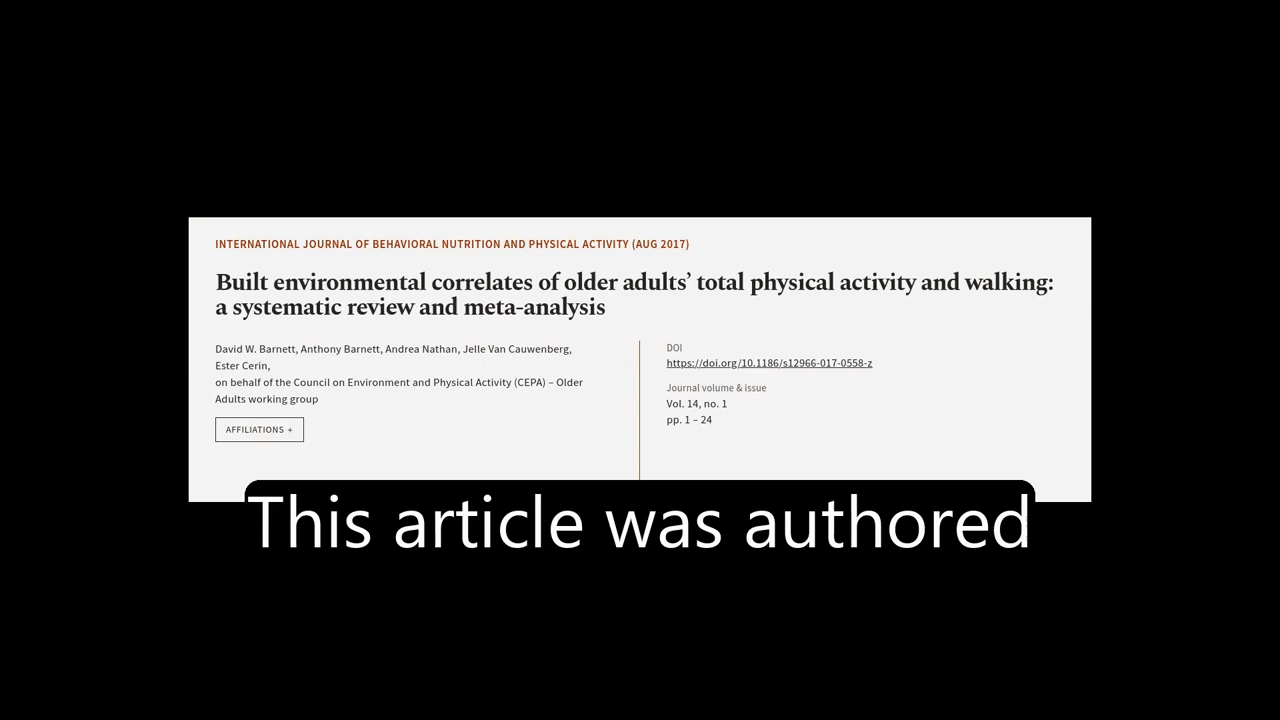 INTERNATIONAL JOURNAL OF BEHAVIORAL NUTRITION AND PHYSICAL ACTIVITY (AUG 2017)
Built environmental correlates of older adults’ total physical activity and walking:
a systematic review and meta-analysis
David W. Barnett, Anthony Barnett, Andrea Nathan, Jelle Van Cauwenberg,
Ester Cerin,
on behalf of the Council on Environment and Physical Activity (CEPA) – Older
Adults working group
AFFILIATIONS +
DOI
https://doi.org/10.1186/s12966-017-0558-z
Journal volume & issue
Vol. 14, no. 1
pp. 1 – 24
This article was authored